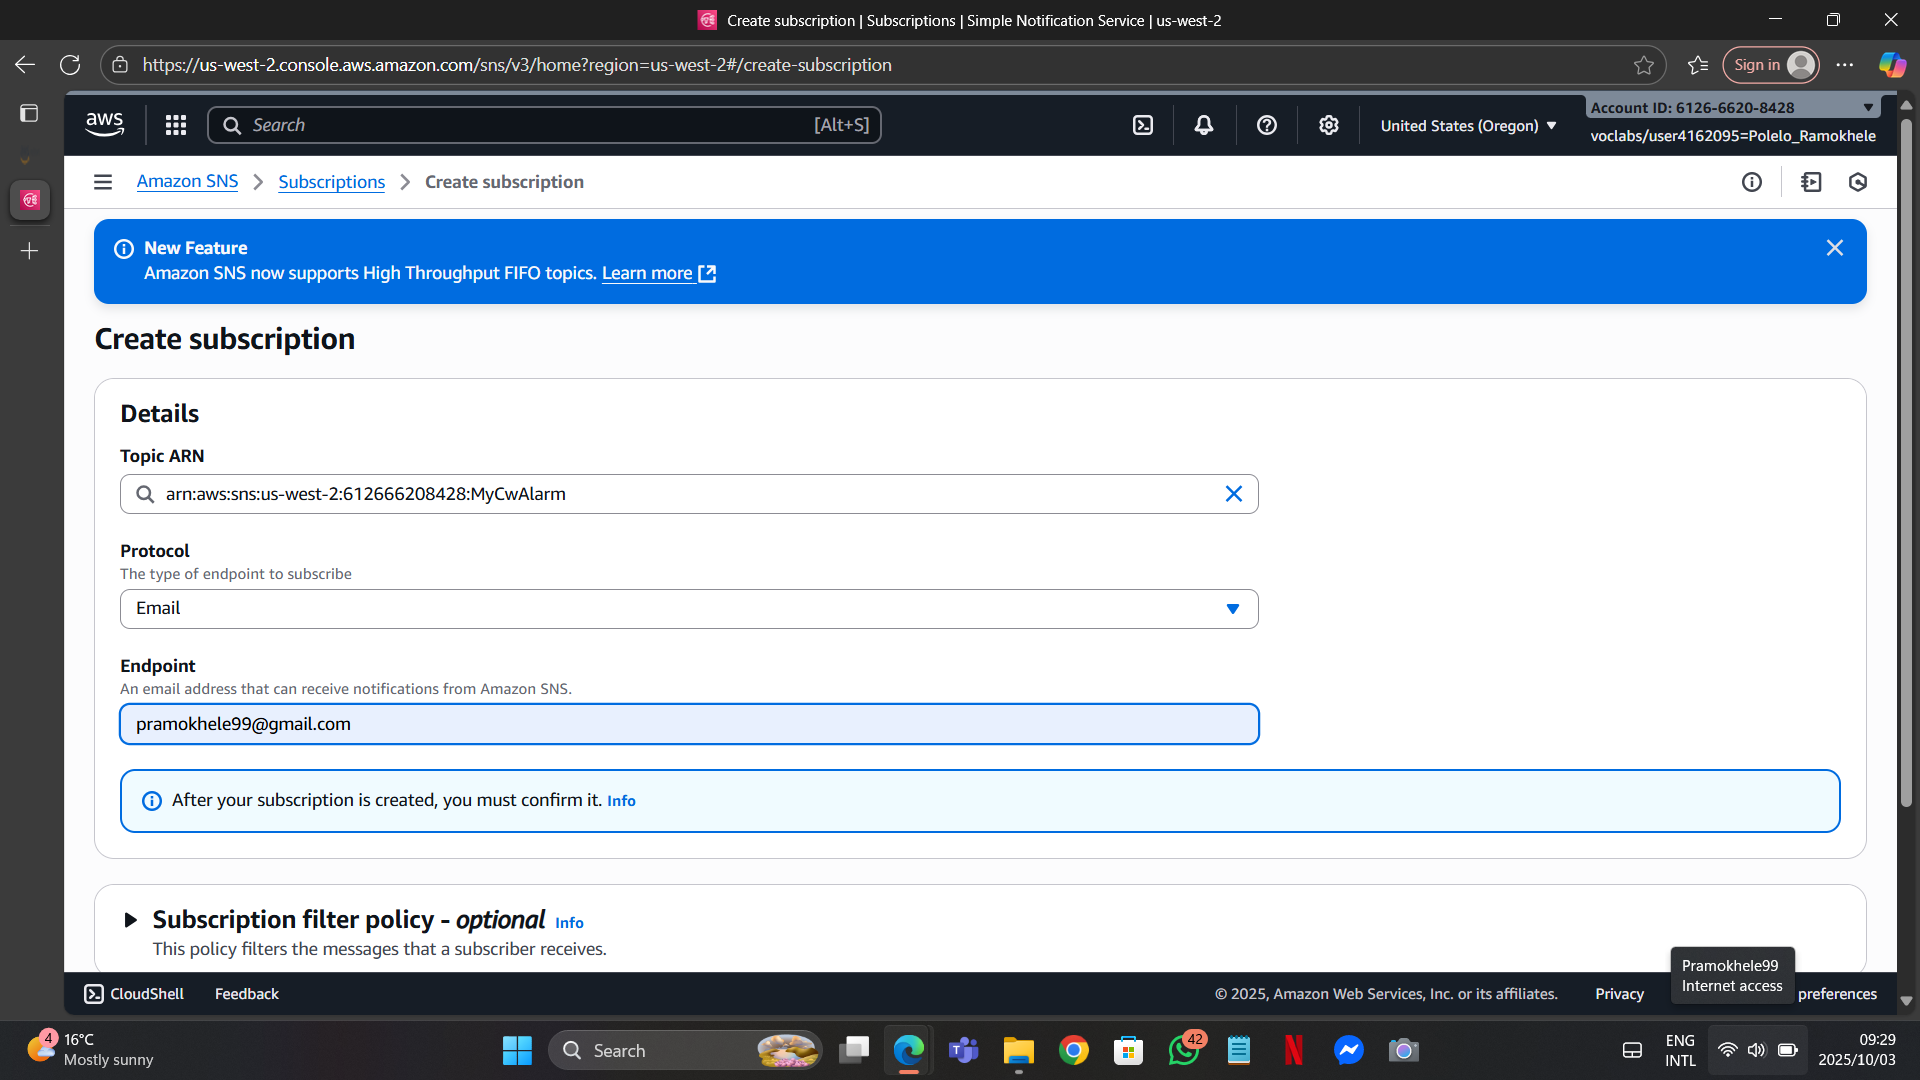 Create subscription | Subscriptions | Simple Notification Service | us-west-2
https://us-west-2.console.aws.amazon.com/sns/v3/home?region=us-west-2#/create-subscription
Sign in
aws
Search
[Alt+S]
United States (Oregon)
Account ID: 6126-6620-8428
voclabs/user4162095=Polelo_Ramokhele
Amazon SNS
Subscriptions
Create subscription
New Feature
Amazon SNS now supports High Throughput FIFO topics. Learn more
Create subscription
Details
Topic ARN
arn:aws:sns:us-west-2:612666208428:MyCwAlarm
Protocol
The type of endpoint to subscribe
Email
Endpoint
An email address that can receive notifications from Amazon SNS.
pramokhele99@gmail.com
After your subscription is created, you must confirm it. Info
Subscription filter policy - optional Info
This policy filters the messages that a subscriber receives.
Pramokhele99
Internet access
CloudShell
Feedback
© 2025, Amazon Web Services, Inc. or its affiliates.
Privacy
preferences
4
16°C
Mostly sunny
Search
42
ENG
INTL
09:29
2025/10/03